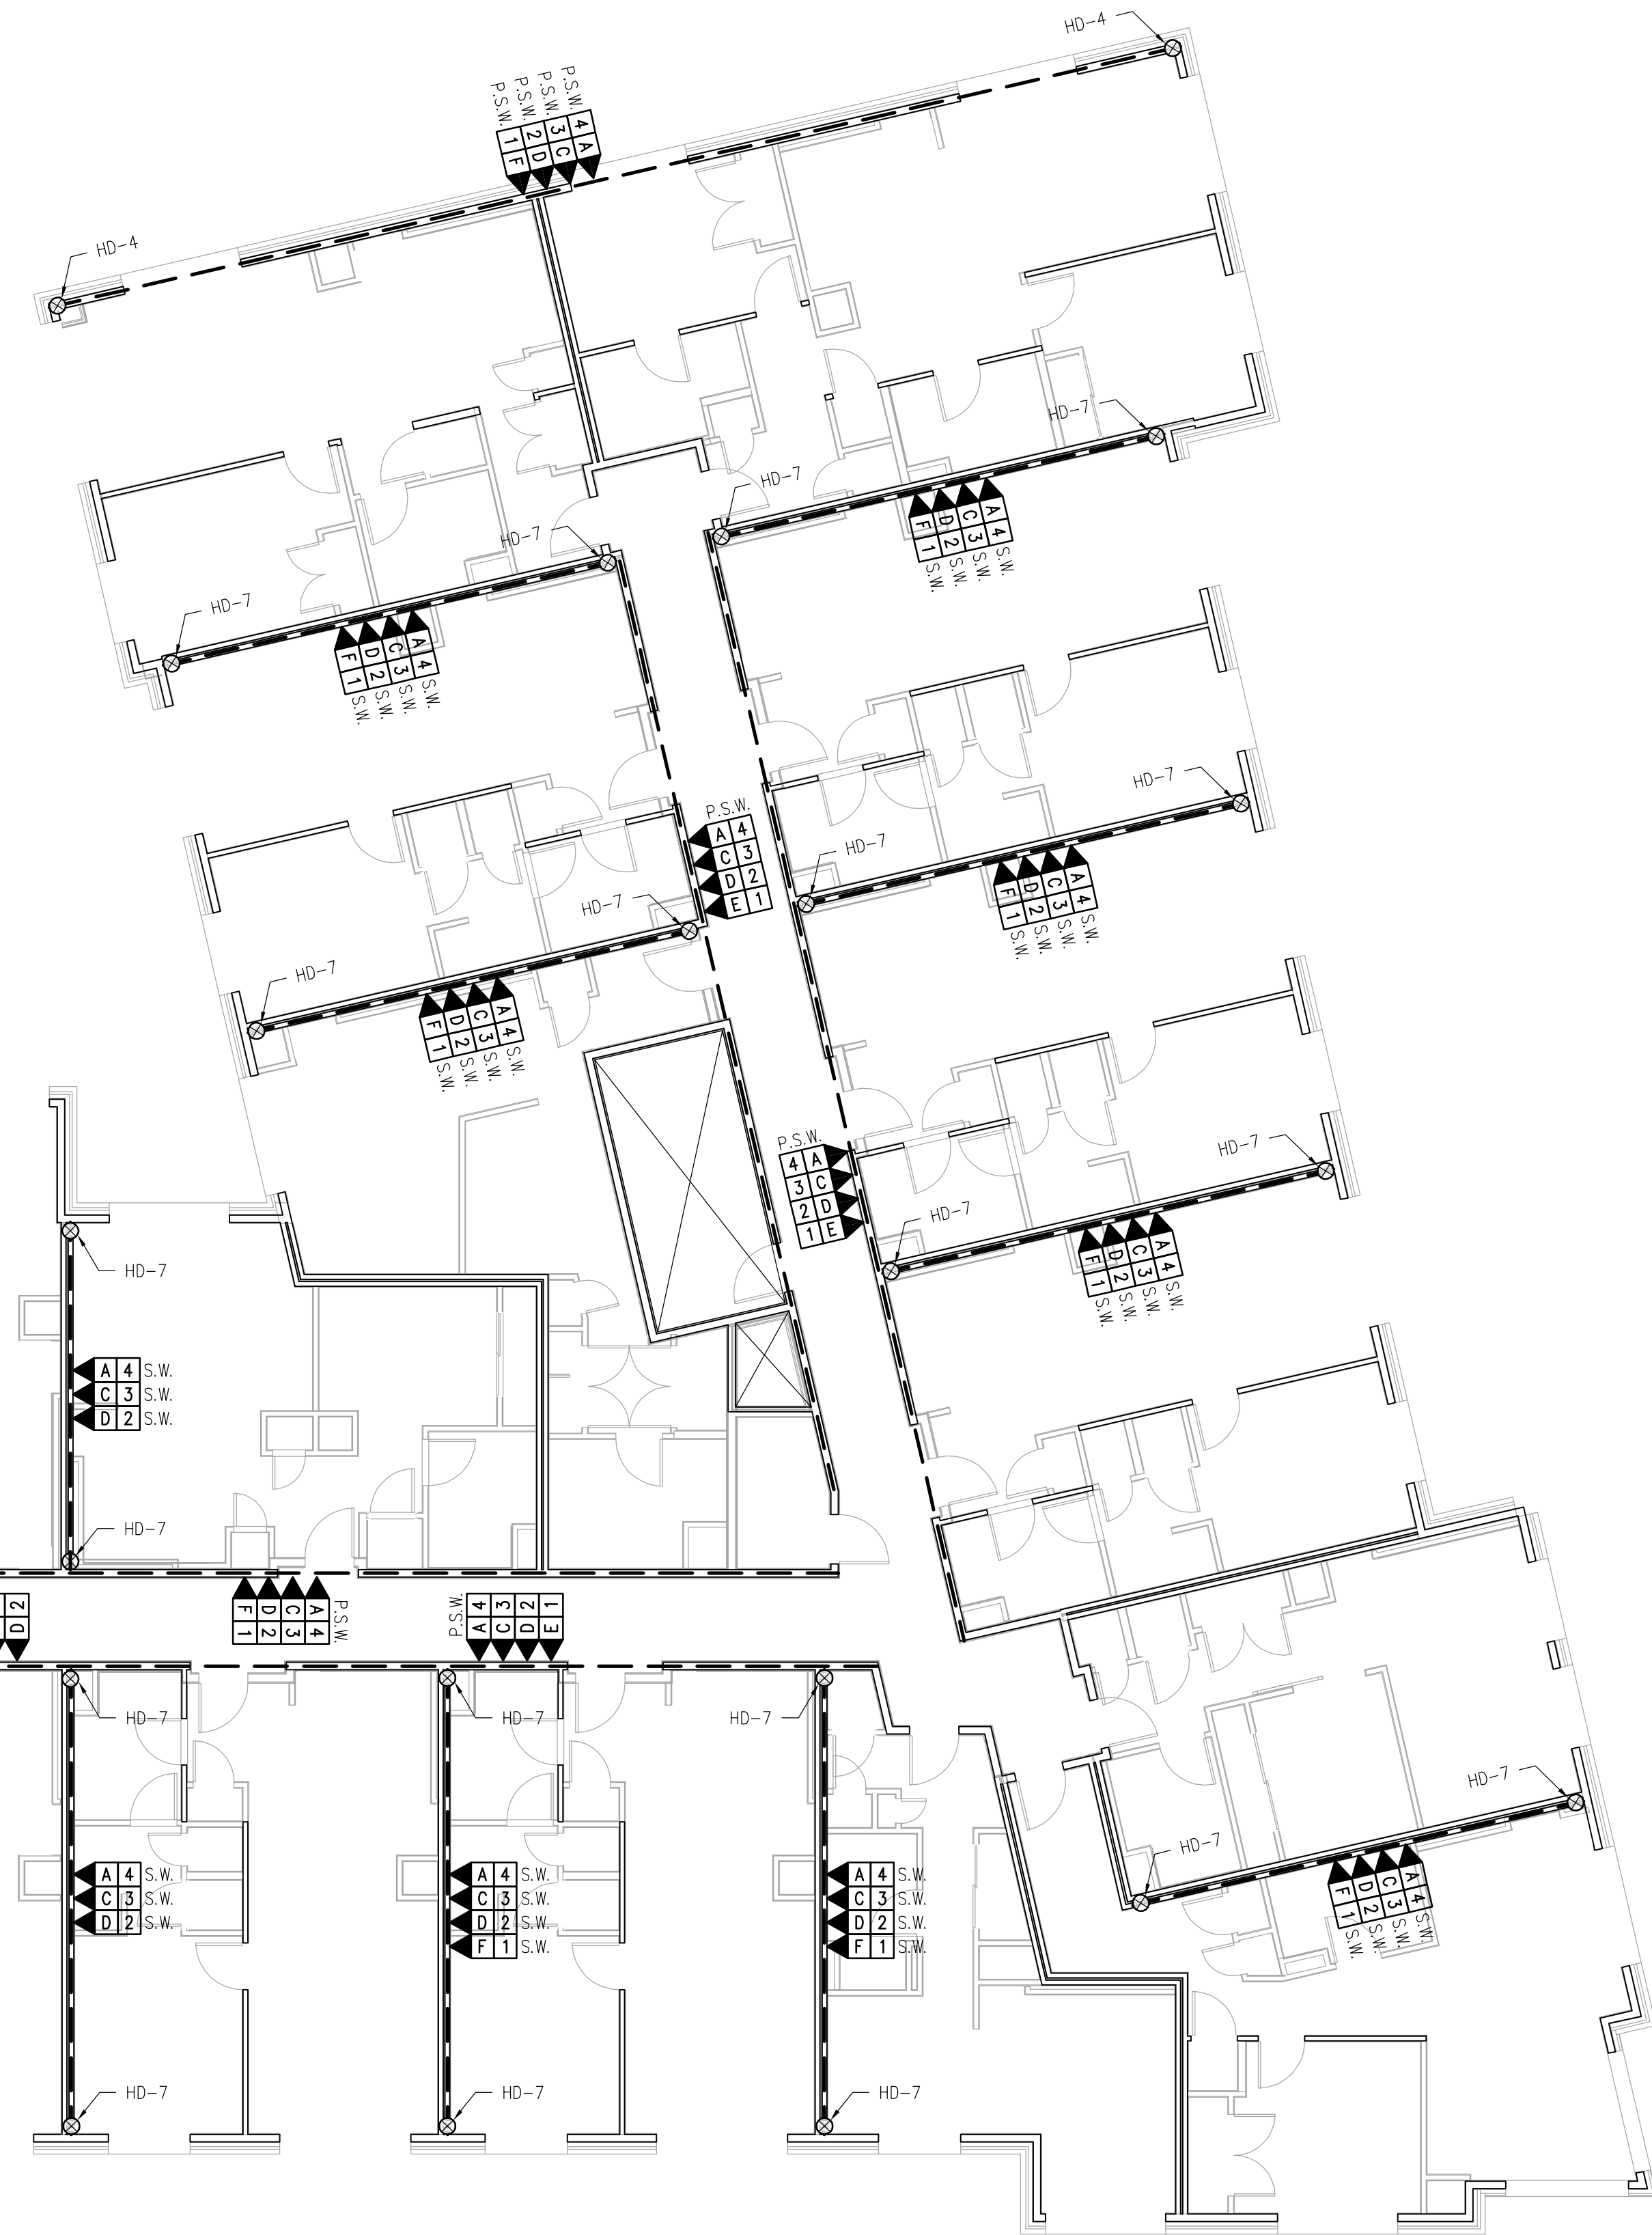 HD-4
P.S.W. 4 A
P.S.W. 3 C
P.S.W. 2 D
P.S.W. 1 F
HD-4
HD-7
HD-7
A 4 S.W.
C 3 S.W.
D 2 S.W.
F 1 S.W.
HD-7
HD-7
A 4 S.W.
C 3 S.W.
D 2 S.W.
F 1 S.W.
P.S.W.
A 4
C 3
D 2
E 1
HD-7
HD-7
A 4 S.W.
C 3 S.W.
D 2 S.W.
F 1 S.W.
HD-7
HD-7
A 4 S.W.
C 3 S.W.
D 2 S.W.
F 1 S.W.
P.S.W.
4 A
3 C
2 D
1 E
HD-7
HD-7
A 4 S.W.
C 3 S.W.
D 2 S.W.
F 1 S.W.
HD-7
A 4 S.W.
C 3 S.W.
D 2 S.W.
HD-7
D 2
F 1
D 2
C 3
A 4
P.S.W.
P.S.W.
A 4
C 3
D 2
E 1
HD-7
HD-7
HD-7
HD-7
HD-7
A 4 S.W.
C 3 S.W.
D 2 S.W.
F 1 S.W.
A 4 S.W.
C 3 S.W.
D 2 S.W.
A 4 S.W.
C 3 S.W.
D 2 S.W.
F 1 S.W.
A 4 S.W.
C 3 S.W.
D 2 S.W.
F 1 S.W.
HD-7
HD-7
HD-7